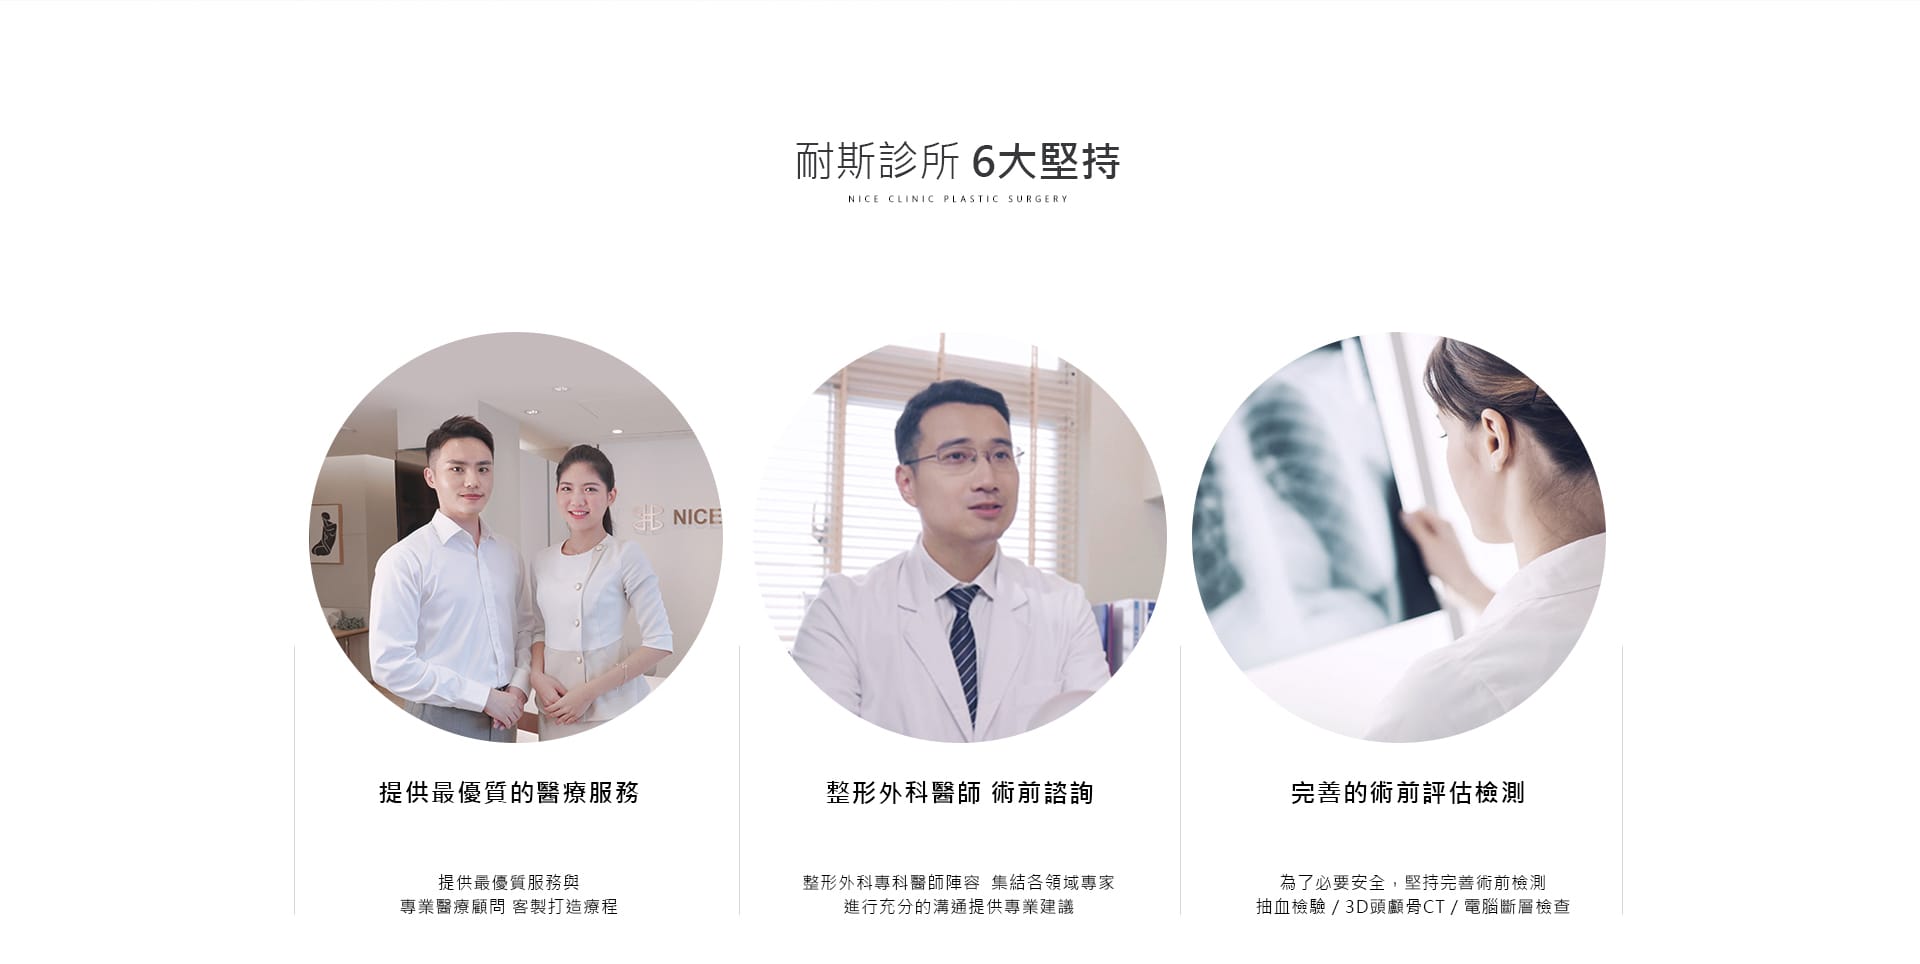 耐斯診所 6大堅持
NICE CLINIC PLASTIC SURGERY
NICE
提供最優質的醫療服務
提供最優質服務與
專業醫療顧問 客製打造療程
整形外科醫師 術前諮詢
整形外科專科醫師陣容 集結各領域專家
進行充分的溝通提供專業建議
完善的術前評估檢測
為了必要安全，堅持完善術前檢測
抽血檢驗 / 3D頭顱骨CT / 電腦斷層檢查